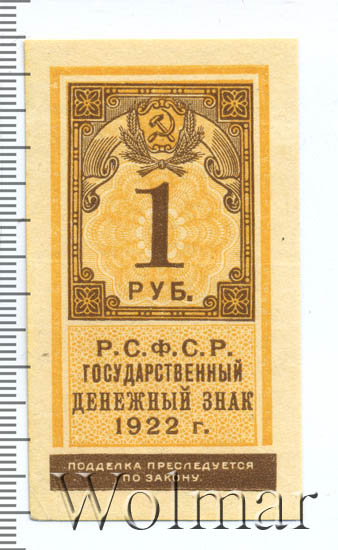 1
РУБ.
Р.С.Ф.С.Р.
ГОСУДАРСТВЕННЫЙ
ДЕНЕЖНЫЙ ЗНАК
1922 г.
ПОДДЕЛКА ПРЕСЛЕДУЕТСЯ
ПО ЗАКОНУ.
Wolmar